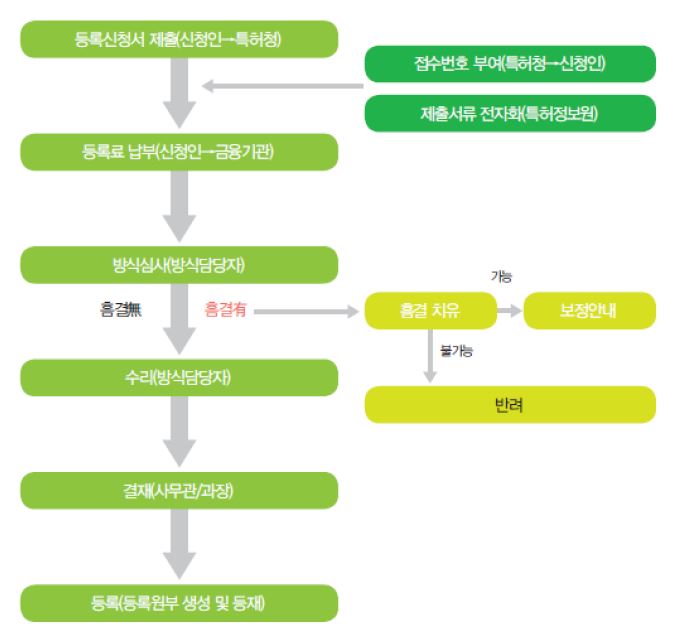 등록신청서 제출(신청인→특허청)
접수번호 부여(특허청→신청인)
제출서류 전자화(특허정보원)
등록료 납부(신청인→금융기관)
방식심사(방식담당자)
흠결無
흠결有
흠결 치유
가능
보정안내
불가능
반려
수리(방식담당자)
결재(사무관/과장)
등록(등록원부 생성 및 등재)